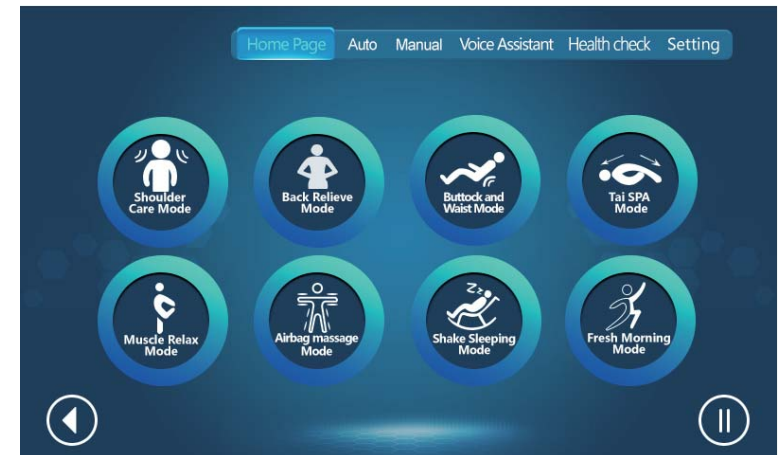 Home Page Auto Manual Voice Assistant Health check Setting
Shoulder
Care Mode
Back Relieve
Mode
Buttock and
Waist Mode
Tai SPA
Mode
Muscle Relax
Mode
Airbag massage
Mode
Zz
Shake Sleeping
Mode
Fresh Morning
Mode